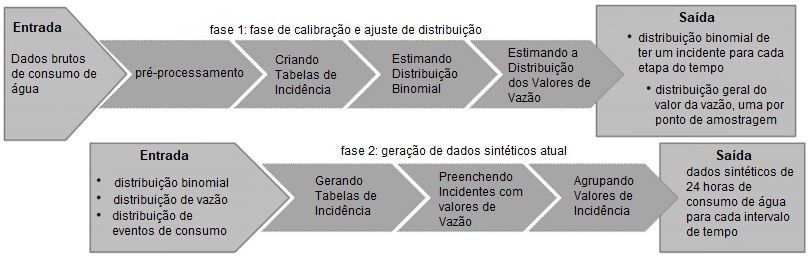 fase 1: fase de calibração e ajuste de distribuição
Entrada
Dados brutos
de consumo de
água
pré-processamento
Criando
Tabelas de
Incidência
Estimando
Distribuição
Binomial
Estimando a
Distribuição
dos Valores de
Vazão
Saída
• distribuição binomial de
ter um incidente para cada
etapa do tempo
• distribuição geral do
valor da vazão, uma por
ponto de amostragem
fase 2: geração de dados sintéticos atual
Entrada
• distribuição binomial
• distribuição de vazão
• distribuição de
eventos de consumo
Gerando
Tabelas de
Incidência
Preenchendo
Incidentes com
valores de
Vazão
Agrupando
Valores de
Incidência
Saída
dados sintéticos de
24 horas de
consumo de água
para cada intervalo
de tempo